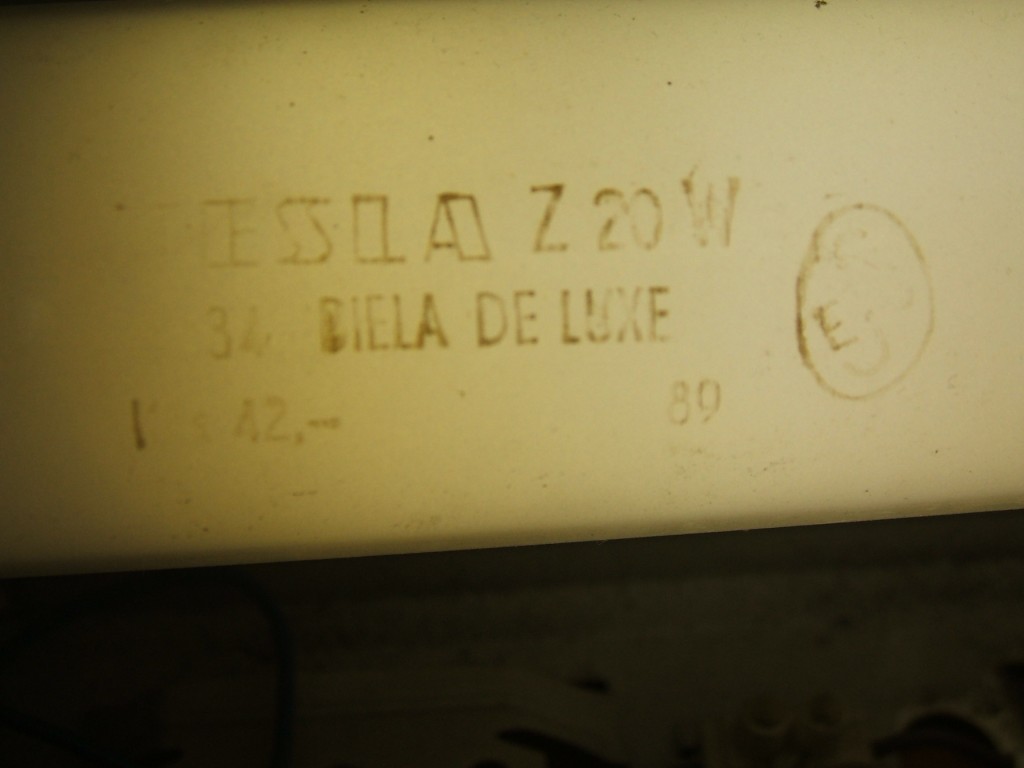 TESLA Z 20 W
34 BIELA DE LUXE
42,- 89
E